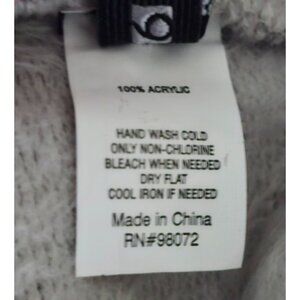 100% ACRYLIC
HAND WASH COLD
ONLY NON-CHLORINE
BLEACH WHEN NEEDED
DRY FLAT
COOL IRON IF NEEDED
Made in China
RN#98072